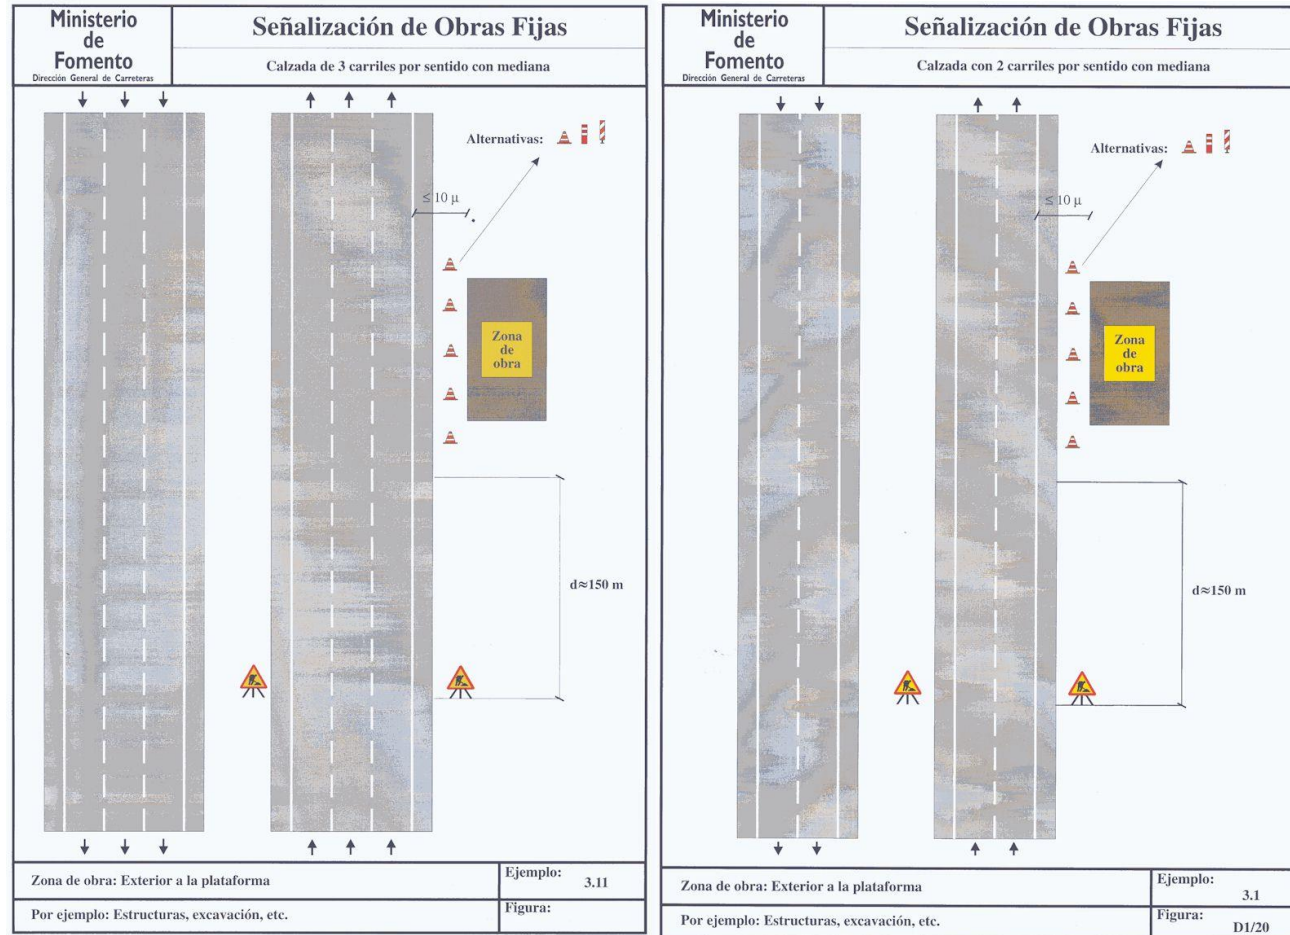 Ministerio
de
Fomento
Dirección General de Carreteras
Señalización de Obras Fijas
Calzada de 3 carriles por sentido con mediana
Alternativas:
≤ 10 μ
Zona
de
obra
d≈150 m
Zona de obra: Exterior a la plataforma
Ejemplo:
3.11
Por ejemplo: Estructuras, excavación, etc.
Figura:
Ministerio
de
Fomento
Dirección General de Carreteras
Señalización de Obras Fijas
Calzada con 2 carriles por sentido con mediana
Alternativas:
≤10 μ
Zona
de
obra
d≈150 m
Zona de obra: Exterior a la plataforma
Ejemplo:
3.1
Por ejemplo: Estructuras, excavación, etc.
Figura:
D1/20